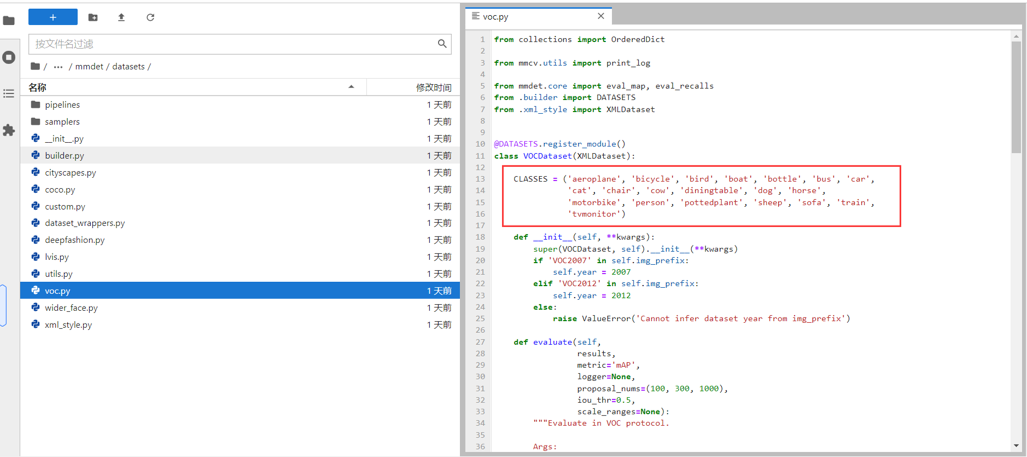 +
按文件名过滤
/ ··· / mmdet / datasets /
名称 修改时间
pipelines 1 天前
samplers 1 天前
__init__.py 1 天前
builder.py 1 天前
cityscapes.py 1 天前
coco.py 1 天前
custom.py 1 天前
dataset_wrappers.py 1 天前
deepfashion.py 1 天前
lvis.py 1 天前
utils.py 1 天前
voc.py 1 天前
wider_face.py 1 天前
xml_style.py 1 天前
voc.py ×
1 from collections import OrderedDict
2
3 from mmcv.utils import print_log
4
5 from mmdet.core import eval_map, eval_recalls
6 from .builder import DATASETS
7 from .xml_style import XMLDataset
8
9
10 @DATASETS.register_module()
11 class VOCDataset(XMLDataset):
12
13 CLASSES = ('aeroplane', 'bicycle', 'bird', 'boat', 'bottle', 'bus', 'car',
14 'cat', 'chair', 'cow', 'diningtable', 'dog', 'horse',
15 'motorbike', 'person', 'pottedplant', 'sheep', 'sofa', 'train',
16 'tvmonitor')
17
18 def __init__(self, **kwargs):
19 super(VOCDataset, self).__init__(**kwargs)
20 if 'VOC2007' in self.img_prefix:
21 self.year = 2007
22 elif 'VOC2012' in self.img_prefix:
23 self.year = 2012
24 else:
25 raise ValueError('Cannot infer dataset year from img_prefix')
26
27 def evaluate(self,
28 results,
29 metric='mAP',
30 logger=None,
31 proposal_nums=(100, 300, 1000),
32 iou_thr=0.5,
33 scale_ranges=None):
34 """Evaluate in VOC protocol.
35
36 Args: